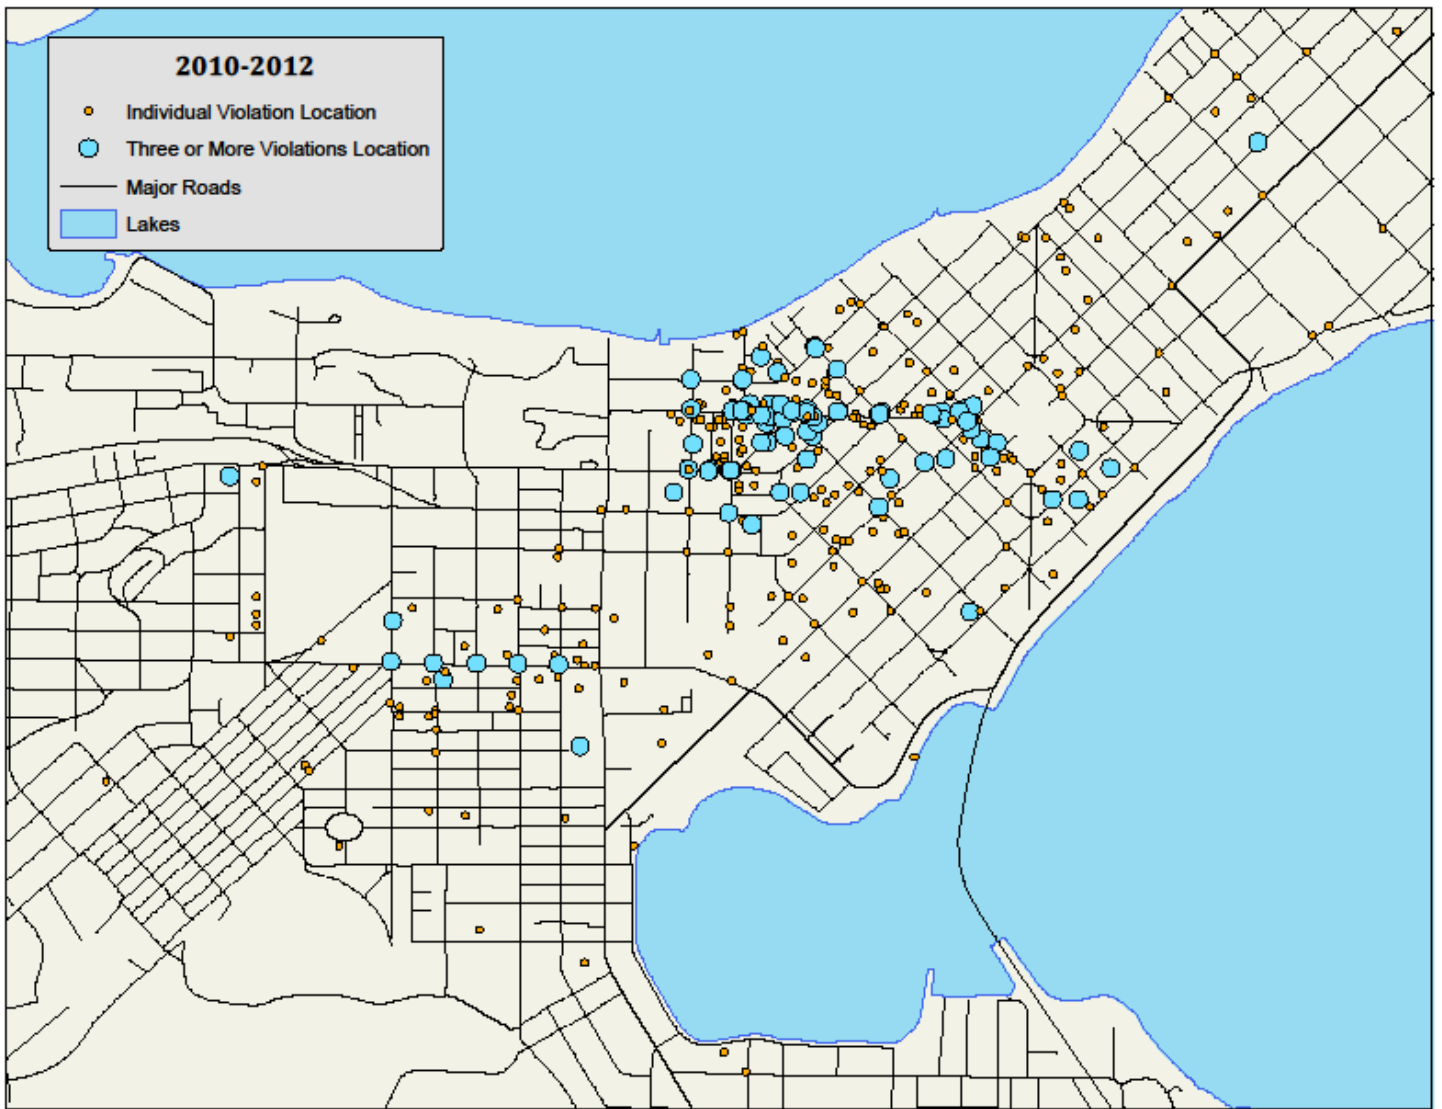 2010-2012
Individual Violation Location
Three or More Violations Location
Major Roads
Lakes